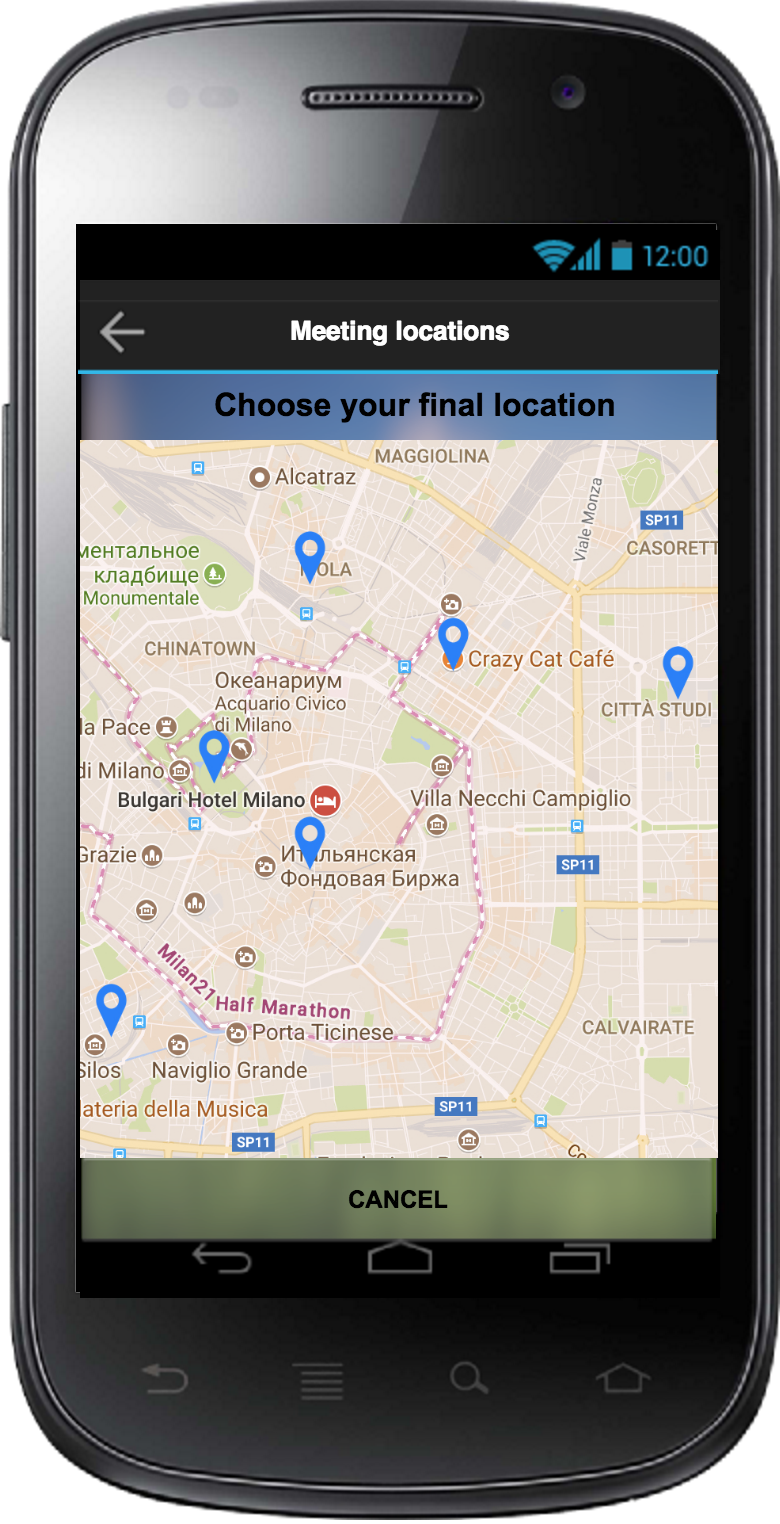 12:00
Meeting locations
Choose your final location
MAGGIOLINA
Alcatraz
Viale Monza
SP11
CASORETT
ментальное
кладбище
Monumentale
OLA
CHINATOWN
Crazy Cat Café
Океанариум
Acquario Civico
di Milano
CITTÀ STUDI
la Pace
di Milano
Bulgari Hotel Milano
Villa Necchi Campiglio
Grazie
Итальянская
Фондовая Биржа
SP11
Milan21 Half Marathon
Porta Ticinese
CALVAIRATE
Silos
Naviglio Grande
lateria della Musica
SP11
SP11
Co
CANCEL